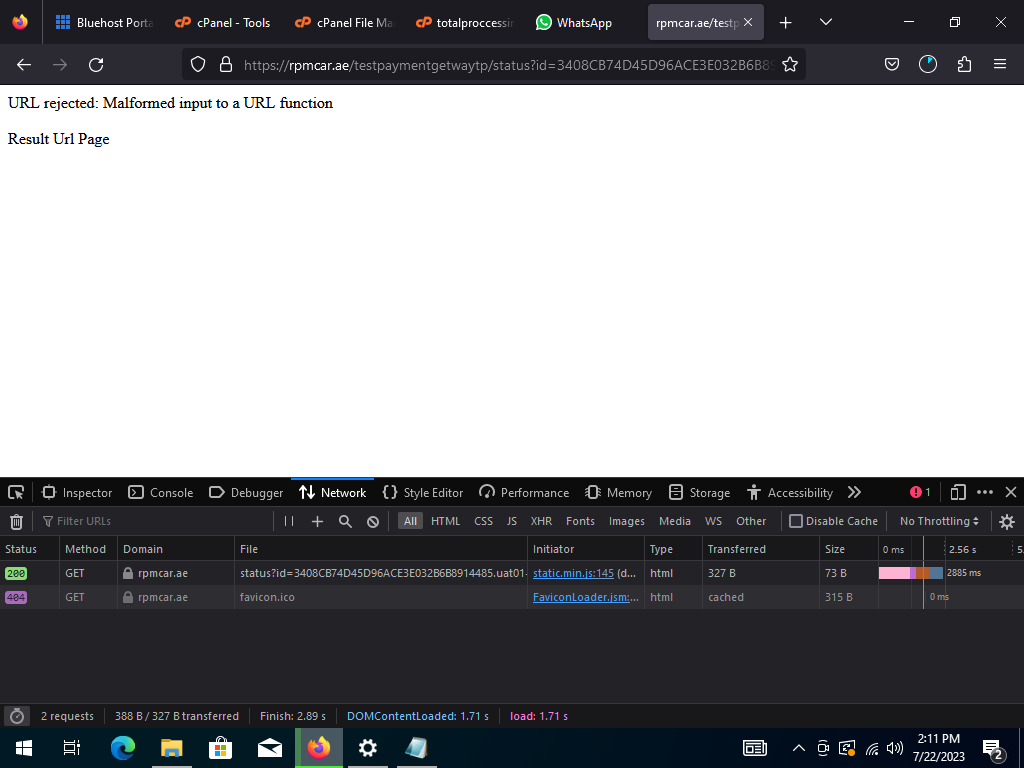 Bluehost Porta
cPanel - Tools
cPanel File Ma
totalproccessin
WhatsApp
rpmcar.ae/testp
https://rpmcar.ae/testpaymentgetwaytp/status?id=3408CB74D45D96ACE3E032B6B89
URL rejected: Malformed input to a URL function
Result Url Page
Inspector Console Debugger Network Style Editor Performance Memory Storage Accessibility 1
Filter URLs All HTML CSS JS XHR Fonts Images Media WS Other Disable Cache No Throttling
Status Method Domain File Initiator Type Transferred Size 0 ms 2.56 s 5.
200 GET rpmcar.ae status?id=3408CB74D45D96ACE3E032B6B8914485.uat01- static.min.js:145 (d... html 327 B 73 B 2885 ms
404 GET rpmcar.ae favicon.ico FaviconLoader.jsm:... html cached 315 B 0 ms
2 requests 388 B / 327 B transferred Finish: 2.89 s DOMContentLoaded: 1.71 s load: 1.71 s
2:11 PM
7/22/2023
2